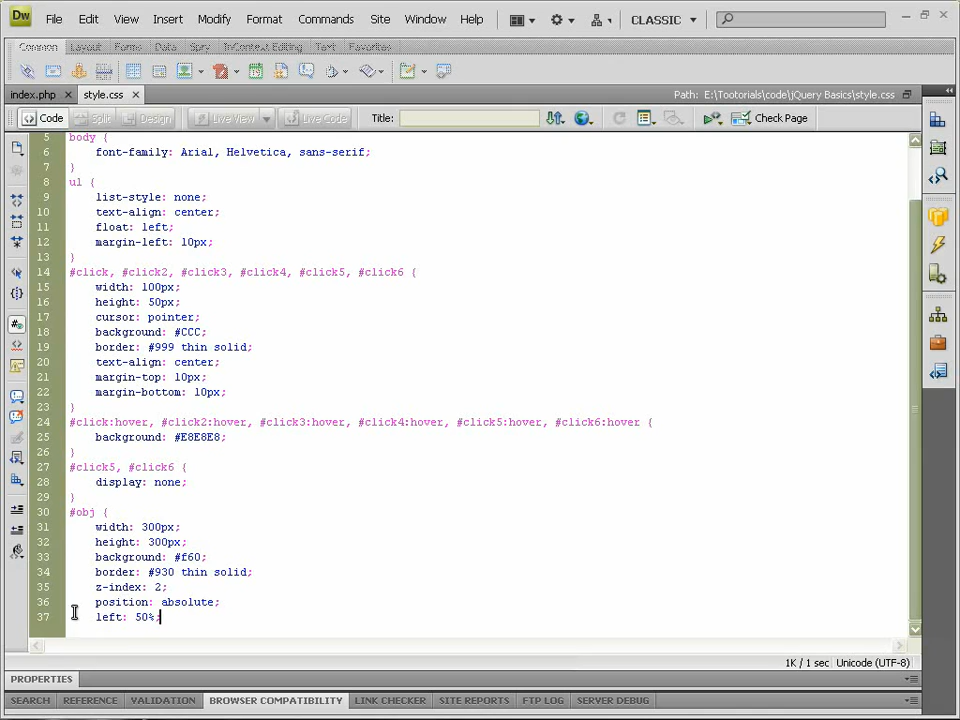 Dw File Edit View Insert Modify Format Commands Site Window Help CLASSIC
Common Layout Forms Data Spry InContext Editing Text Favorites
index.php style.css Path: E:\Tootorials\code\jQuery Basics\style.css
Code Split Design Live View Live Code Title: Check Page
5 body {
6 font-family: Arial, Helvetica, sans-serif;
7 }
8 ul {
9 list-style: none;
10 text-align: center;
11 float: left;
12 margin-left: 10px;
13 }
14 #click, #click2, #click3, #click4, #click5, #click6 {
15 width: 100px;
16 height: 50px;
17 cursor: pointer;
18 background: #CCC;
19 border: #999 thin solid;
20 text-align: center;
21 margin-top: 10px;
22 margin-bottom: 10px;
23 }
24 #click:hover, #click2:hover, #click3:hover, #click4:hover, #click5:hover, #click6:hover {
25 background: #E8E8E8;
26 }
27 #click5, #click6 {
28 display: none;
29 }
30 #obj {
31 width: 300px;
32 height: 300px;
33 background: #f60;
34 border: #930 thin solid;
35 z-index: 2;
36 position: absolute;
37 left: 50%;
1K / 1 sec Unicode (UTF-8)
PROPERTIES
SEARCH REFERENCE VALIDATION BROWSER COMPATIBILITY LINK CHECKER SITE REPORTS FTP LOG SERVER DEBUG